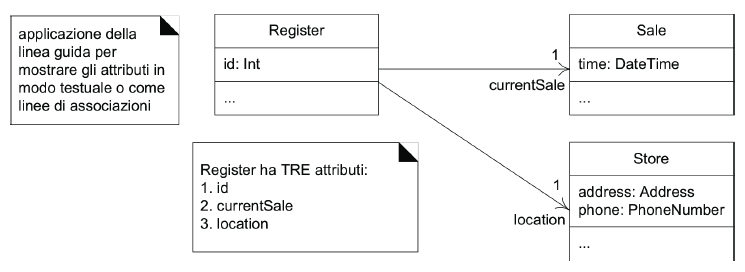 applicazione della
linea guida per
mostrare gli attributi in
modo testuale o come
linee di associazioni
Register
id: Int
...
1
currentSale
Sale
time: DateTime
...
Register ha TRE attributi:
1. id
2. currentSale
3. location
1
location
Store
address: Address
phone: PhoneNumber
...